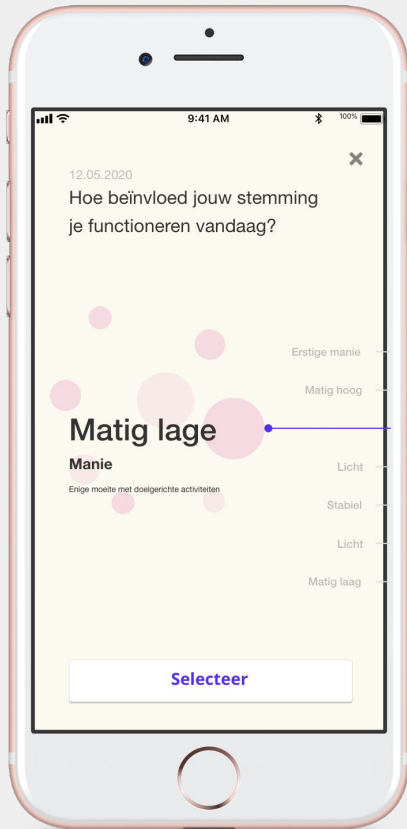 9:41 AM
100%
12.05.2020
Hoe beïnvloed jouw stemming
je functioneren vandaag?
Erstige manie
Matig hoog
Matig lage
Manie
Enige moeite met doelgerichte activiteiten
Licht
Stabiel
Licht
Matig laag
Selecteer